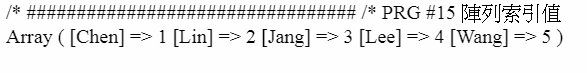 /* ################################# /* PRG #15 陣列索引值
Array ( [Chen] => 1 [Lin] => 2 [Jang] => 3 [Lee] => 4 [Wang] => 5 )